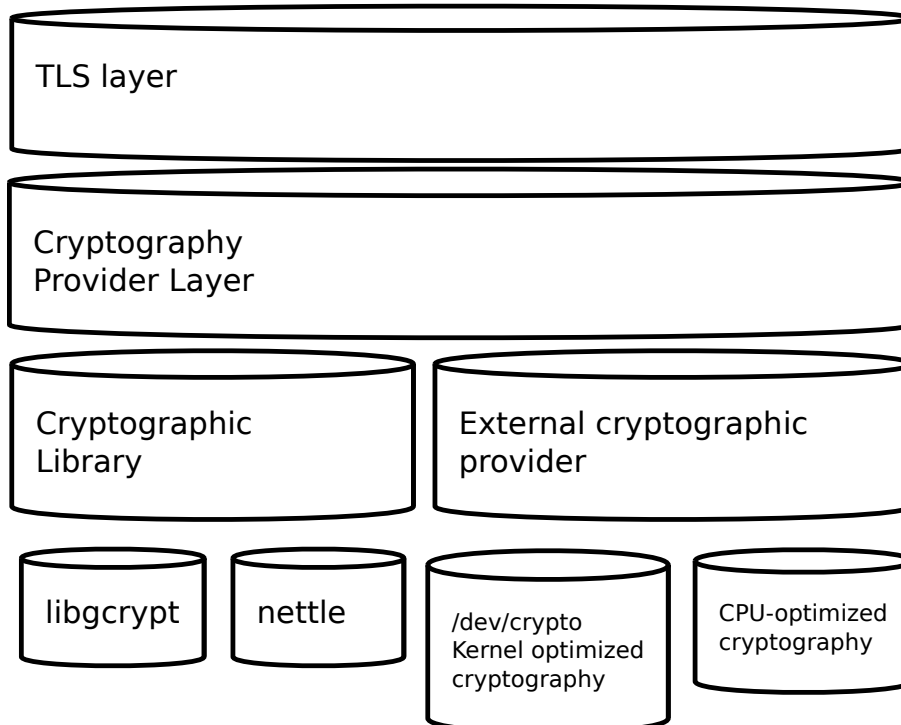 TLS layer
Cryptography
Provider Layer
Cryptographic
Library
External cryptographic
provider
libgcrypt
nettle
/dev/crypto
Kernel optimized
cryptography
CPU-optimized
cryptography